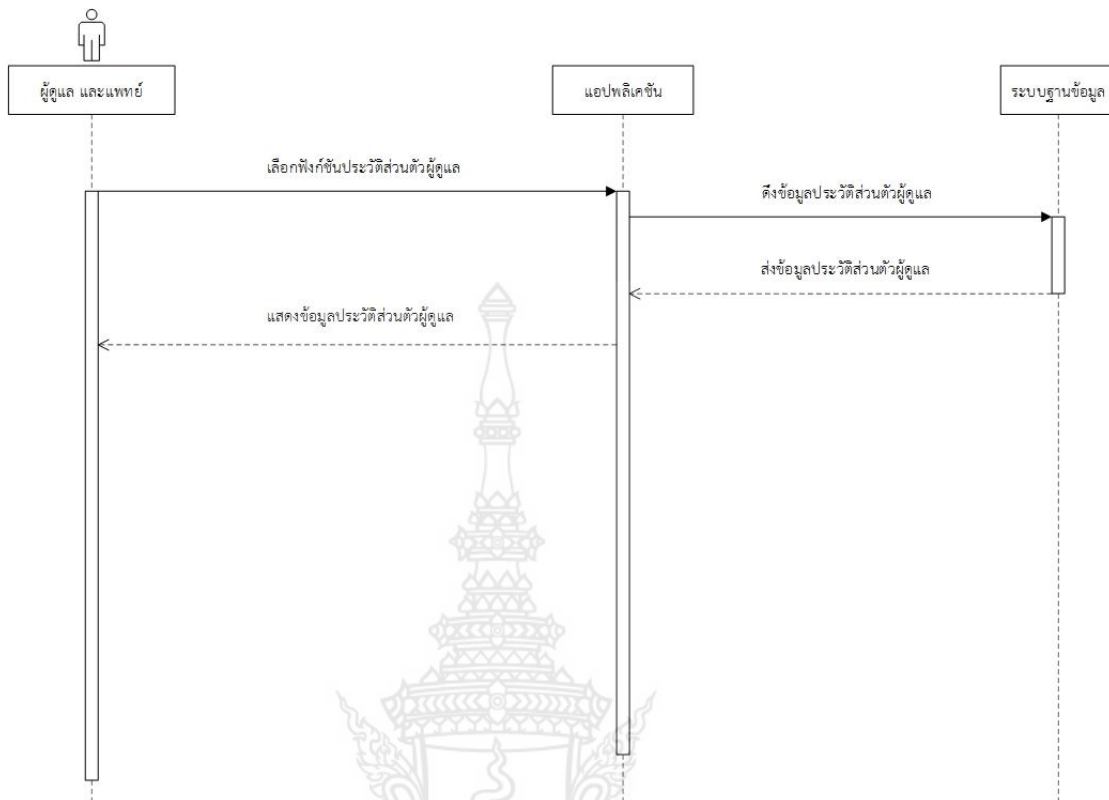 ผู้ดูแล และแพทย์
แอปพลิเคชัน
ระบบฐานข้อมูล
เลือกฟังก์ชันประวัติส่วนตัวผู้ดูแล
ดึงข้อมูลประวัติส่วนตัวผู้ดูแล
ส่งข้อมูลประวัติส่วนตัวผู้ดูแล
แสดงข้อมูลประวัติส่วนตัวผู้ดูแล